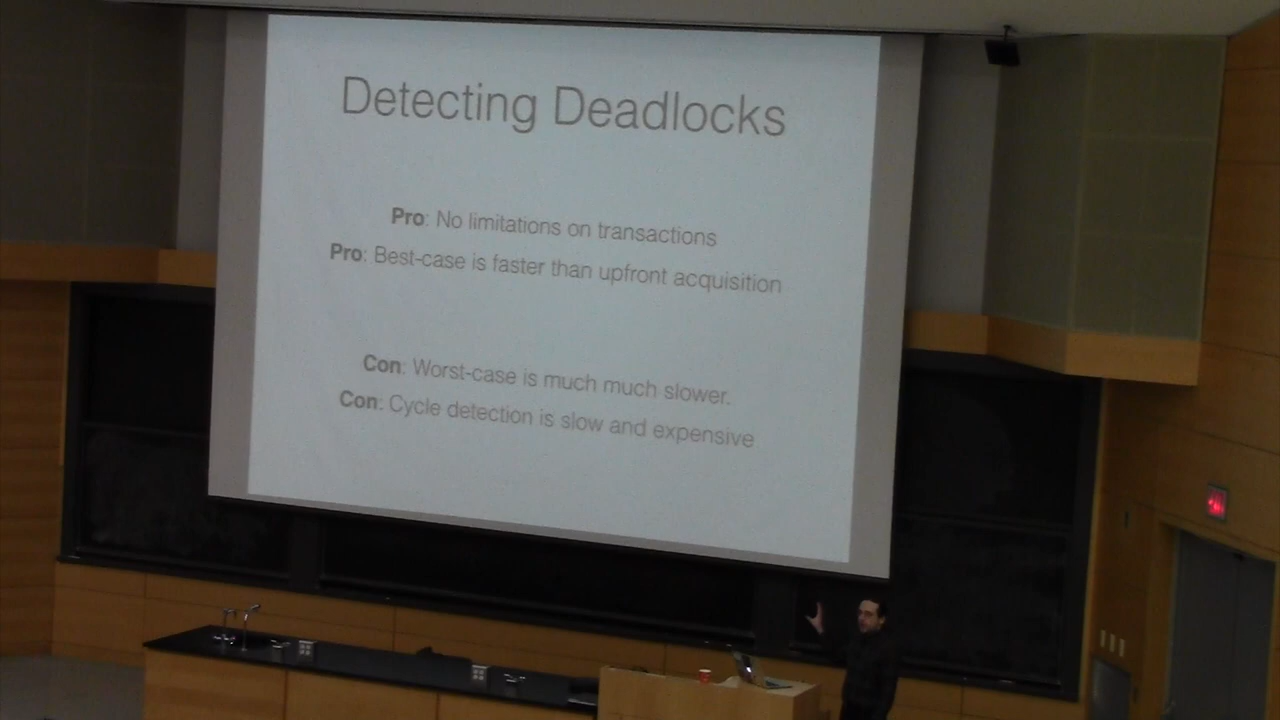 Detecting Deadlocks
Pro: No limitations on transactions
Pro: Best-case is faster than upfront acquisition
Con: Worst-case is much much slower.
Con: Cycle detection is slow and expensive